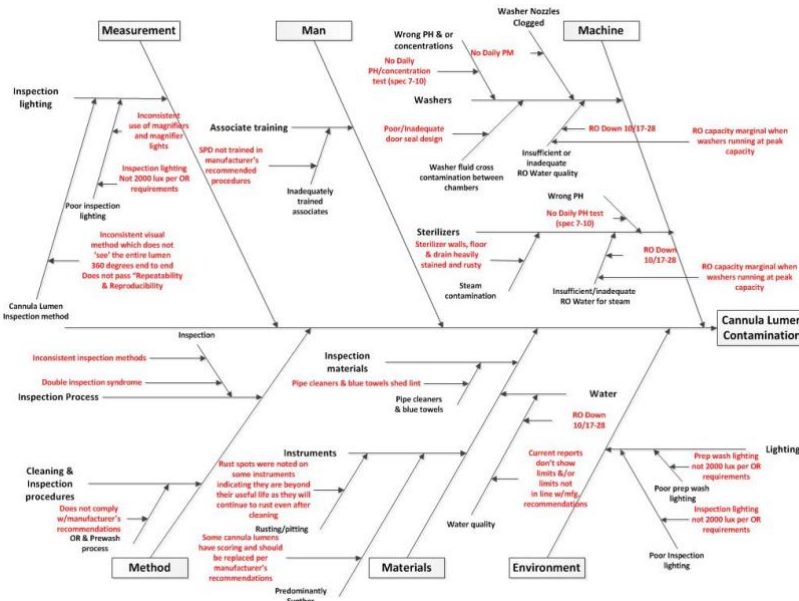 Measurement
Man
Machine
Washer Nozzles
Clogged
Wrong PH & or
concentrations
No Daily PM
No Daily
PH/concentration
test (spec 7-10)
Inspection
lighting
Washers
Inconsistent
use of magnifiers
and magnifier
lights
Associate training
Poor/Inadequate
door seal design
RO Down 10/17-28
RO capacity marginal when
washers running at peak
capacity
SPD not trained in
manufacturer's
recommended
procedures
Insufficient or
inadequate
RO Water quality
Washer fluid cross
contamination between
chambers
Inspection lighting
Not 2000 lux per OR
requirements
Inadequately
trained
associates
Poor inspection
lighting
Wrong PH
No Daily PH test
(spec 7-10)
Inconsistent visual
method which does not
'see' the entire lumen
360 degrees end to end
Does not pass "Repeatability
& Reproducibility
Sterilizers
Sterilizer walls, floor
& drain heavily
stained and rusty
RO Down
10/17-28
RO capacity marginal when
washers running at peak
capacity
Steam
contamination
Insufficient/inadequate
RO Water for steam
Cannula Lumen
Inspection method
Cannula Lumen
Contamination
Inspection
Inconsistent inspection methods
Inspection
materials
Double inspection syndrome
Pipe cleaners & blue towels shed lint
Inspection Process
Pipe cleaners
& blue towels
Water
RO Down
10/17-28
Instruments
Lighting
Cleaning &
Inspection
procedures
Rust spots were noted on
some instruments
indicating they are beyond
their useful life as they will
continue to rust even after
cleaning
Current reports
don't show
limits &/or
limits not
in line w/mfg.
recommendations
Prep wash lighting
not 2000 lux per OR
requirements
Poor prep wash
lighting
Does not comply
w/manufacturer's
recommendations
OR & Prewash
process
Rusting/pitting
Water quality
Inspection lighting
not 2000 lux per OR
requirements
Some cannula lumens
have scoring and should
be replaced per
manufacturer's
recommendations
Poor Inspection
lighting
Method
Materials
Environment
Predominantly